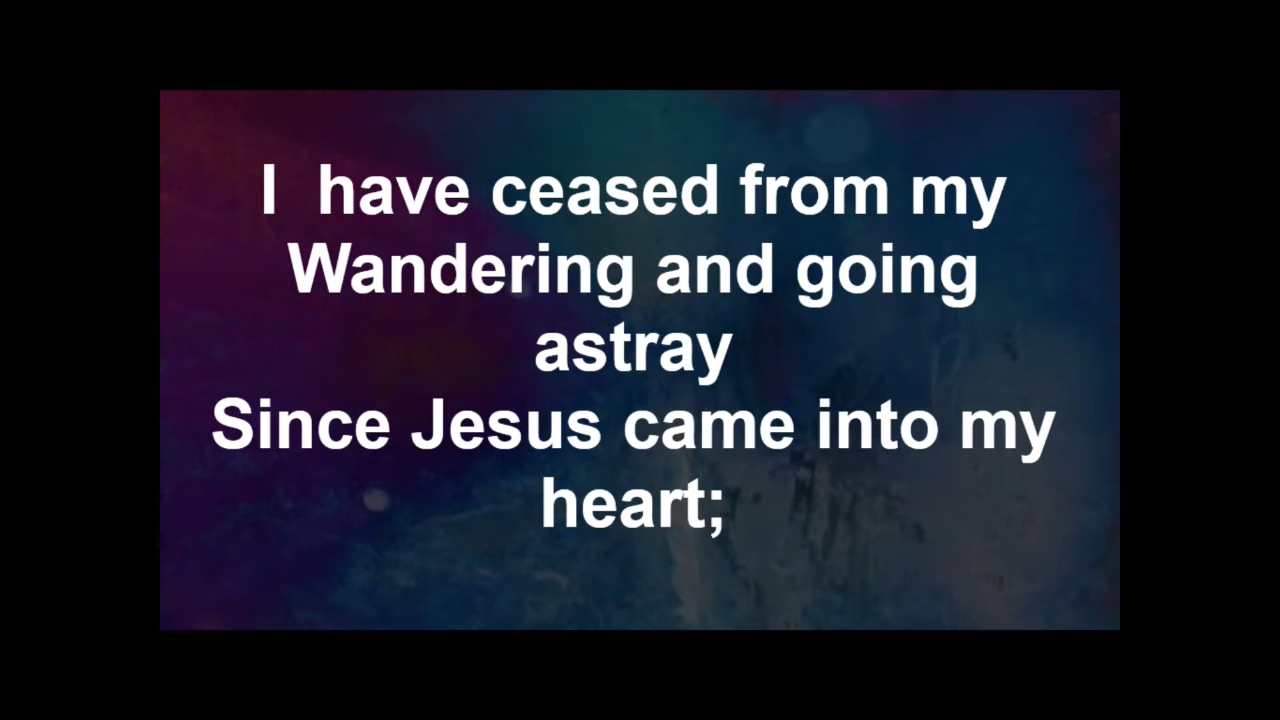 I  have ceased from my
Wandering and going
astray
Since Jesus came into my
heart;